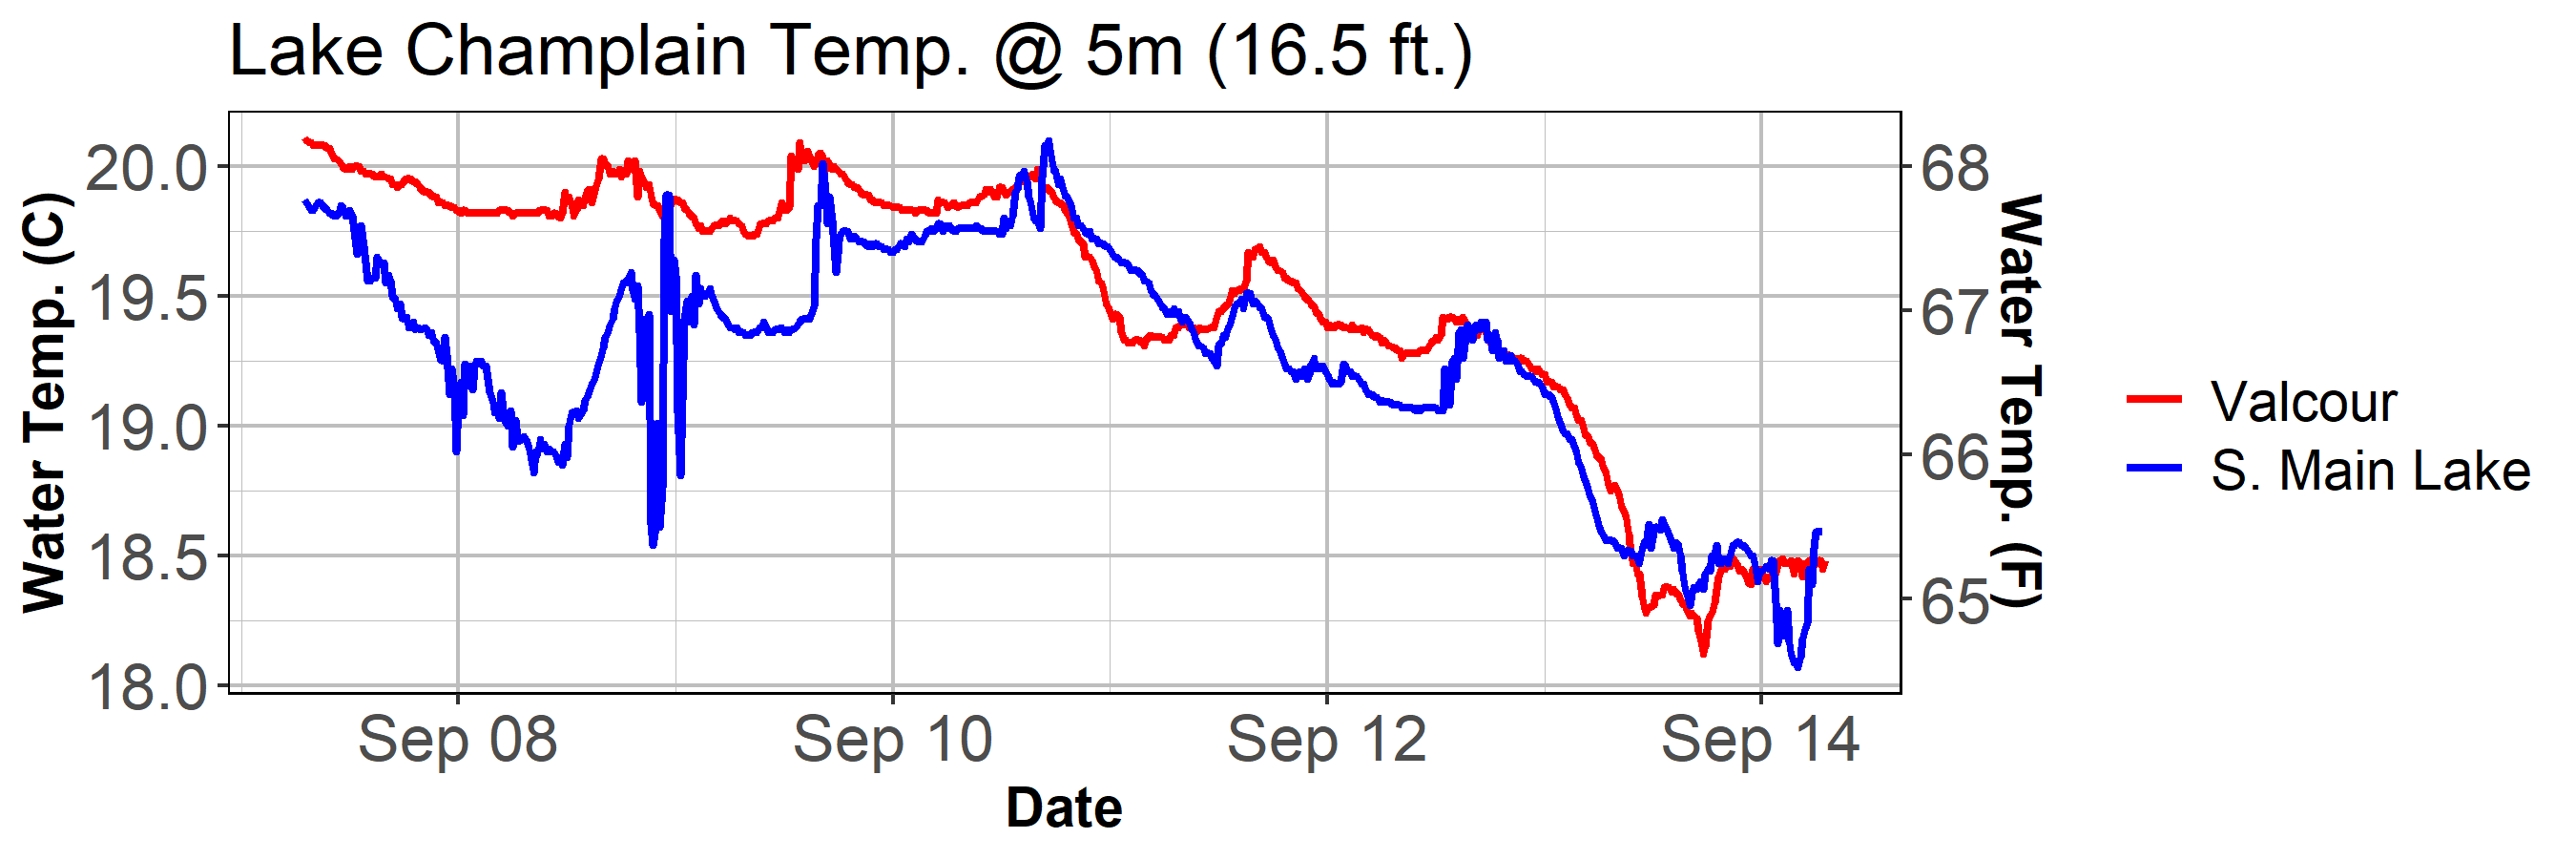 Lake Champlain Temp. @ 5m (16.5 ft.)
Water Temp. (C)
20.0
19.5
19.0
18.5
18.0
68
67
66
65
Water Temp. (F)
Sep 08
Sep 10
Sep 12
Sep 14
Date
Valcour
S. Main Lake